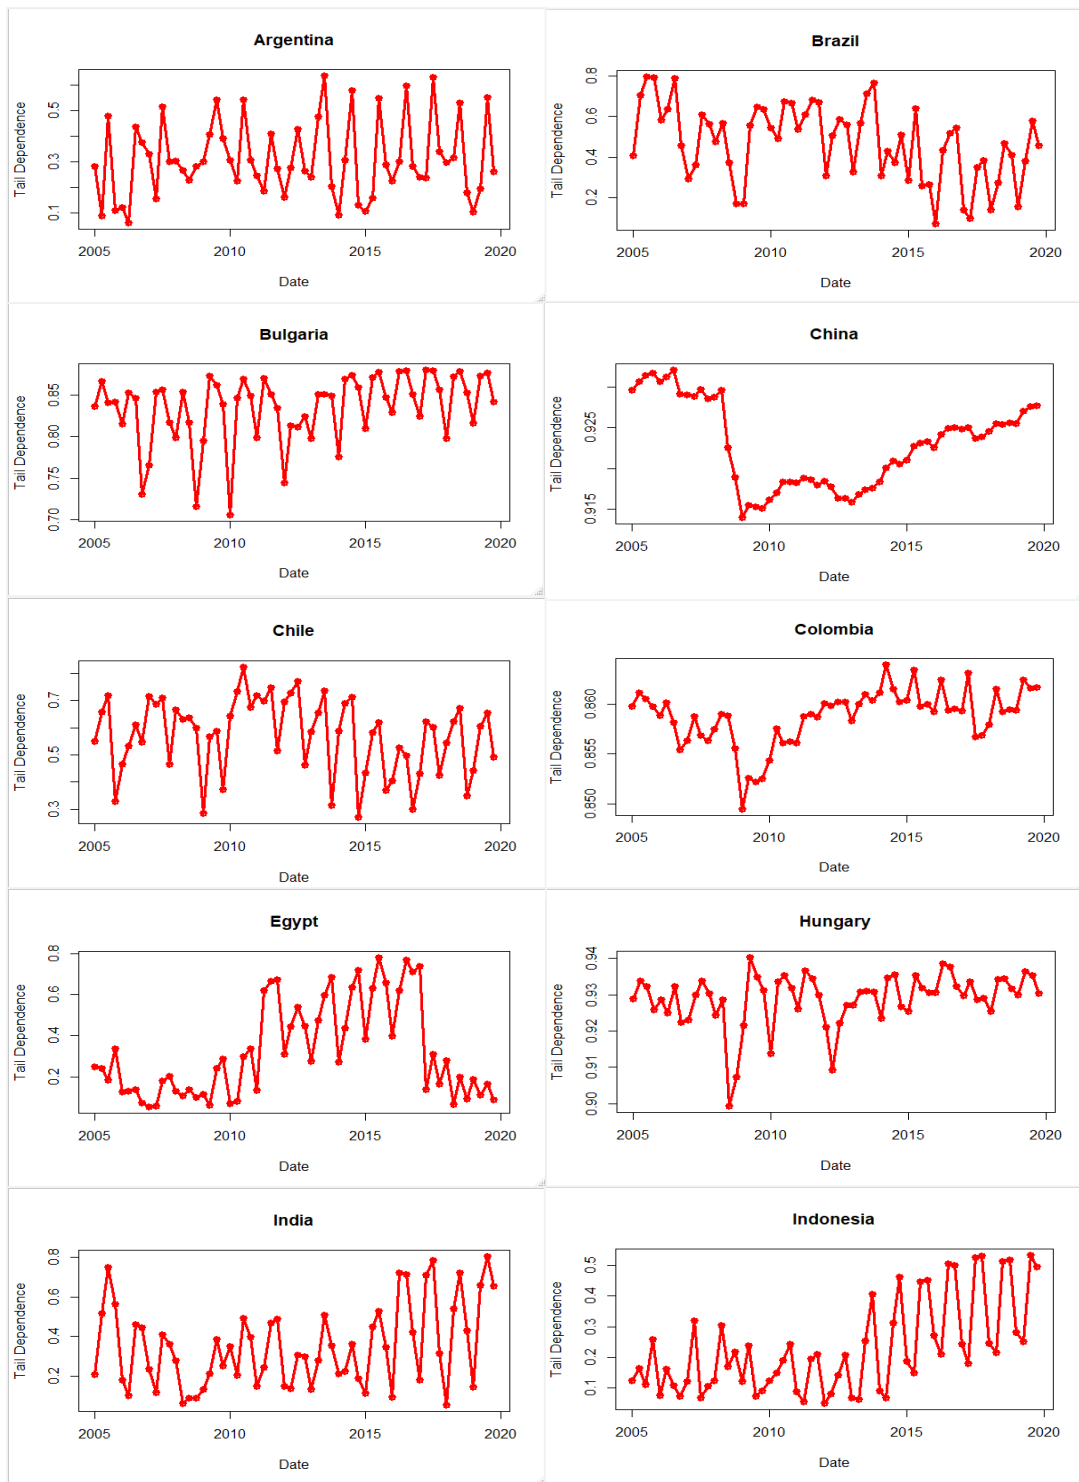 Argentina
Tail Dependence
0.5
0.3
0.1
2005 2010 2015 2020
Date
Brazil
Tail Dependence
0.8
0.6
0.4
0.2
2005 2010 2015 2020
Date
Bulgaria
Tail Dependence
0.85
0.80
0.75
0.70
2005 2010 2015 2020
Date
China
Tail Dependence
0.925
0.915
2005 2010 2015 2020
Date
Chile
Tail Dependence
0.7
0.5
0.3
2005 2010 2015 2020
Date
Colombia
Tail Dependence
0.860
0.855
0.850
2005 2010 2015 2020
Date
Egypt
Tail Dependence
0.8
0.6
0.4
0.2
2005 2010 2015 2020
Date
Hungary
Tail Dependence
0.94
0.93
0.92
0.91
0.90
2005 2010 2015 2020
Date
India
Tail Dependence
0.8
0.6
0.4
0.2
2005 2010 2015 2020
Date
Indonesia
Tail Dependence
0.5
0.4
0.3
0.2
0.1
2005 2010 2015 2020
Date